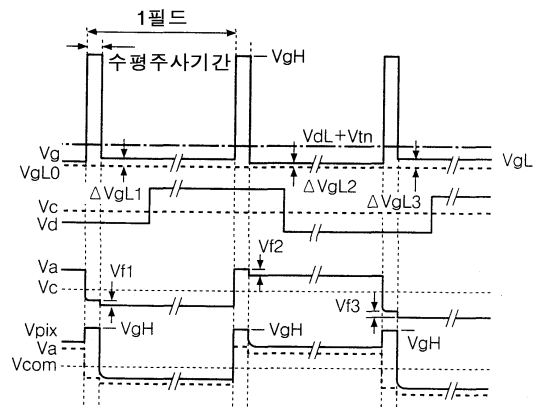 1필드
수평주사기간
VgH
VgH
Vg
VdL+Vtn
VgL0
VgL
ΔVgL1
ΔVgL2
ΔVgL3
Vc
Vd
Vf2
Va
Vf1
Vc
Vf3
Vpix
VgH
VgH
VgH
Va
Vcom